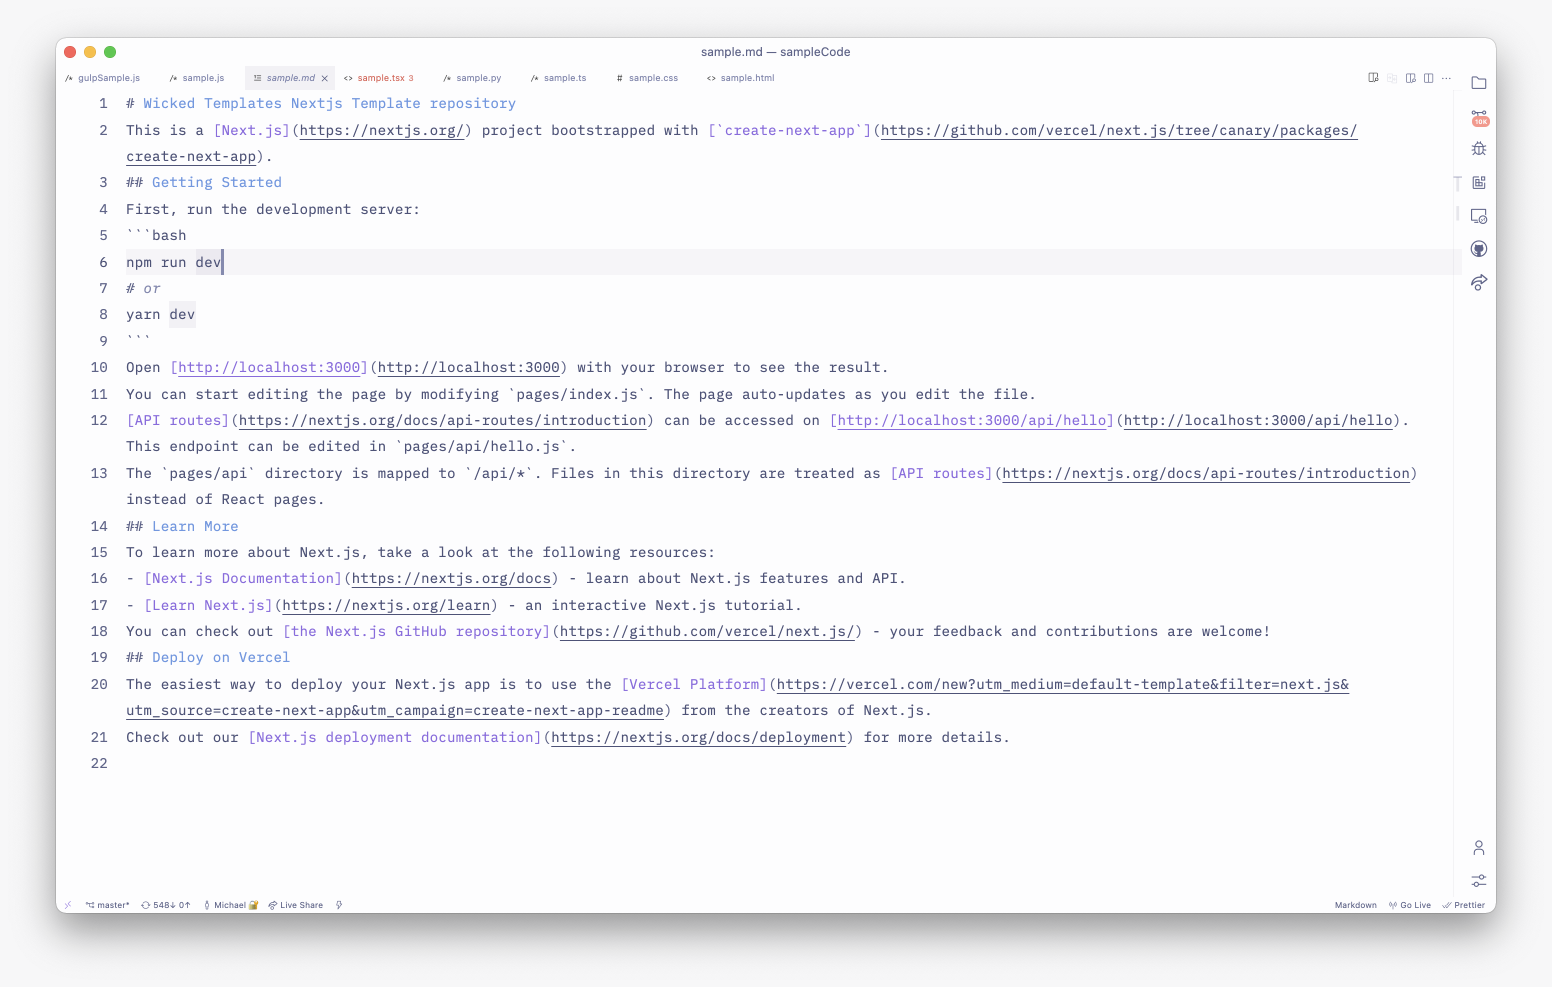 sample.md — sampleCode
gulpSample.js sample.js sample.md sample.tsx 3 sample.py sample.ts # sample.css <> sample.html
1 # Wicked Templates Nextjs Template repository
2 This is a [Next.js](https://nextjs.org/) project bootstrapped with [`create-next-app`](https://github.com/vercel/next.js/tree/canary/packages/
create-next-app).
3 ## Getting Started
4 First, run the development server:
5 ```bash
6 npm run dev
7 # or
8 yarn dev
9 ```
10 Open [http://localhost:3000](http://localhost:3000) with your browser to see the result.
11 You can start editing the page by modifying `pages/index.js`. The page auto-updates as you edit the file.
12 [API routes](https://nextjs.org/docs/api-routes/introduction) can be accessed on [http://localhost:3000/api/hello](http://localhost:3000/api/hello).
This endpoint can be edited in `pages/api/hello.js`.
13 The `pages/api` directory is mapped to `/api/*`. Files in this directory are treated as [API routes](https://nextjs.org/docs/api-routes/introduction)
instead of React pages.
14 ## Learn More
15 To learn more about Next.js, take a look at the following resources:
16 - [Next.js Documentation](https://nextjs.org/docs) - learn about Next.js features and API.
17 - [Learn Next.js](https://nextjs.org/learn) - an interactive Next.js tutorial.
18 You can check out [the Next.js GitHub repository](https://github.com/vercel/next.js/) - your feedback and contributions are welcome!
19 ## Deploy on Vercel
20 The easiest way to deploy your Next.js app is to use the [Vercel Platform](https://vercel.com/new?utm_medium=default-template&filter=next.js&
utm_source=create-next-app&utm_campaign=create-next-app-readme) from the creators of Next.js.
21 Check out our [Next.js deployment documentation](https://nextjs.org/docs/deployment) for more details.
22
10K
master* 548↓ 0↑ Michael Live Share Markdown Go Live Prettier